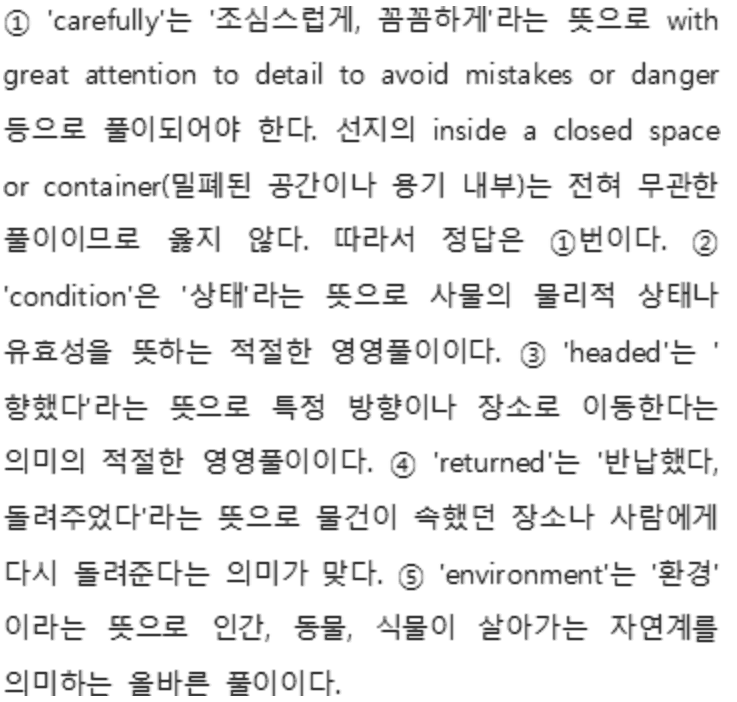 ① 'carefully'는 '조심스럽게, 꼼꼼하게'라는 뜻으로 with
great attention to detail to avoid mistakes or danger
등으로 풀이되어야 한다. 선지의 inside a closed space
or container(밀폐된 공간이나 용기 내부)는 전혀 무관한
풀이이므로 옳지 않다. 따라서 정답은 ①번이다. ②
'condition'은 '상태'라는 뜻으로 사물의 물리적 상태나
유효성을 뜻하는 적절한 영영풀이이다. ③ 'headed'는 '
향했다'라는 뜻으로 특정 방향이나 장소로 이동한다는
의미의 적절한 영영풀이이다. ④ 'returned'는 '반납했다,
돌려주었다'라는 뜻으로 물건이 속했던 장소나 사람에게
다시 돌려준다는 의미가 맞다. ⑤ 'environment'는 '환경'
이라는 뜻으로 인간, 동물, 식물이 살아가는 자연계를
의미하는 올바른 풀이이다.